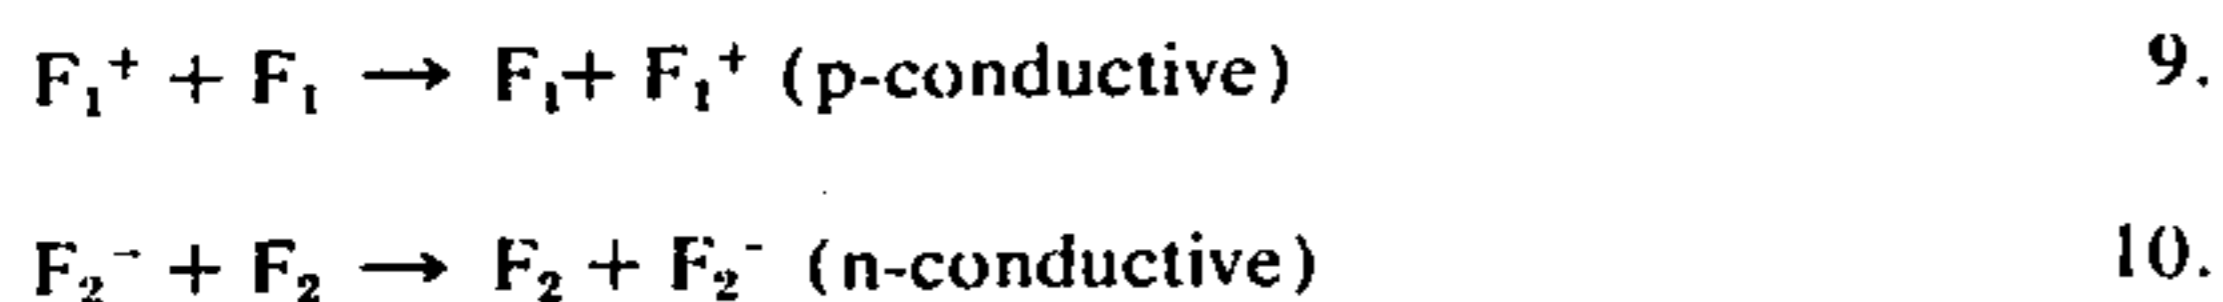 F₁⁺ + F₁ → F₁+ F₁⁺ (p-conductive) 9.
F₂⁻ + F₂ → F₂ + F₂⁻ (n-conductive) 10.